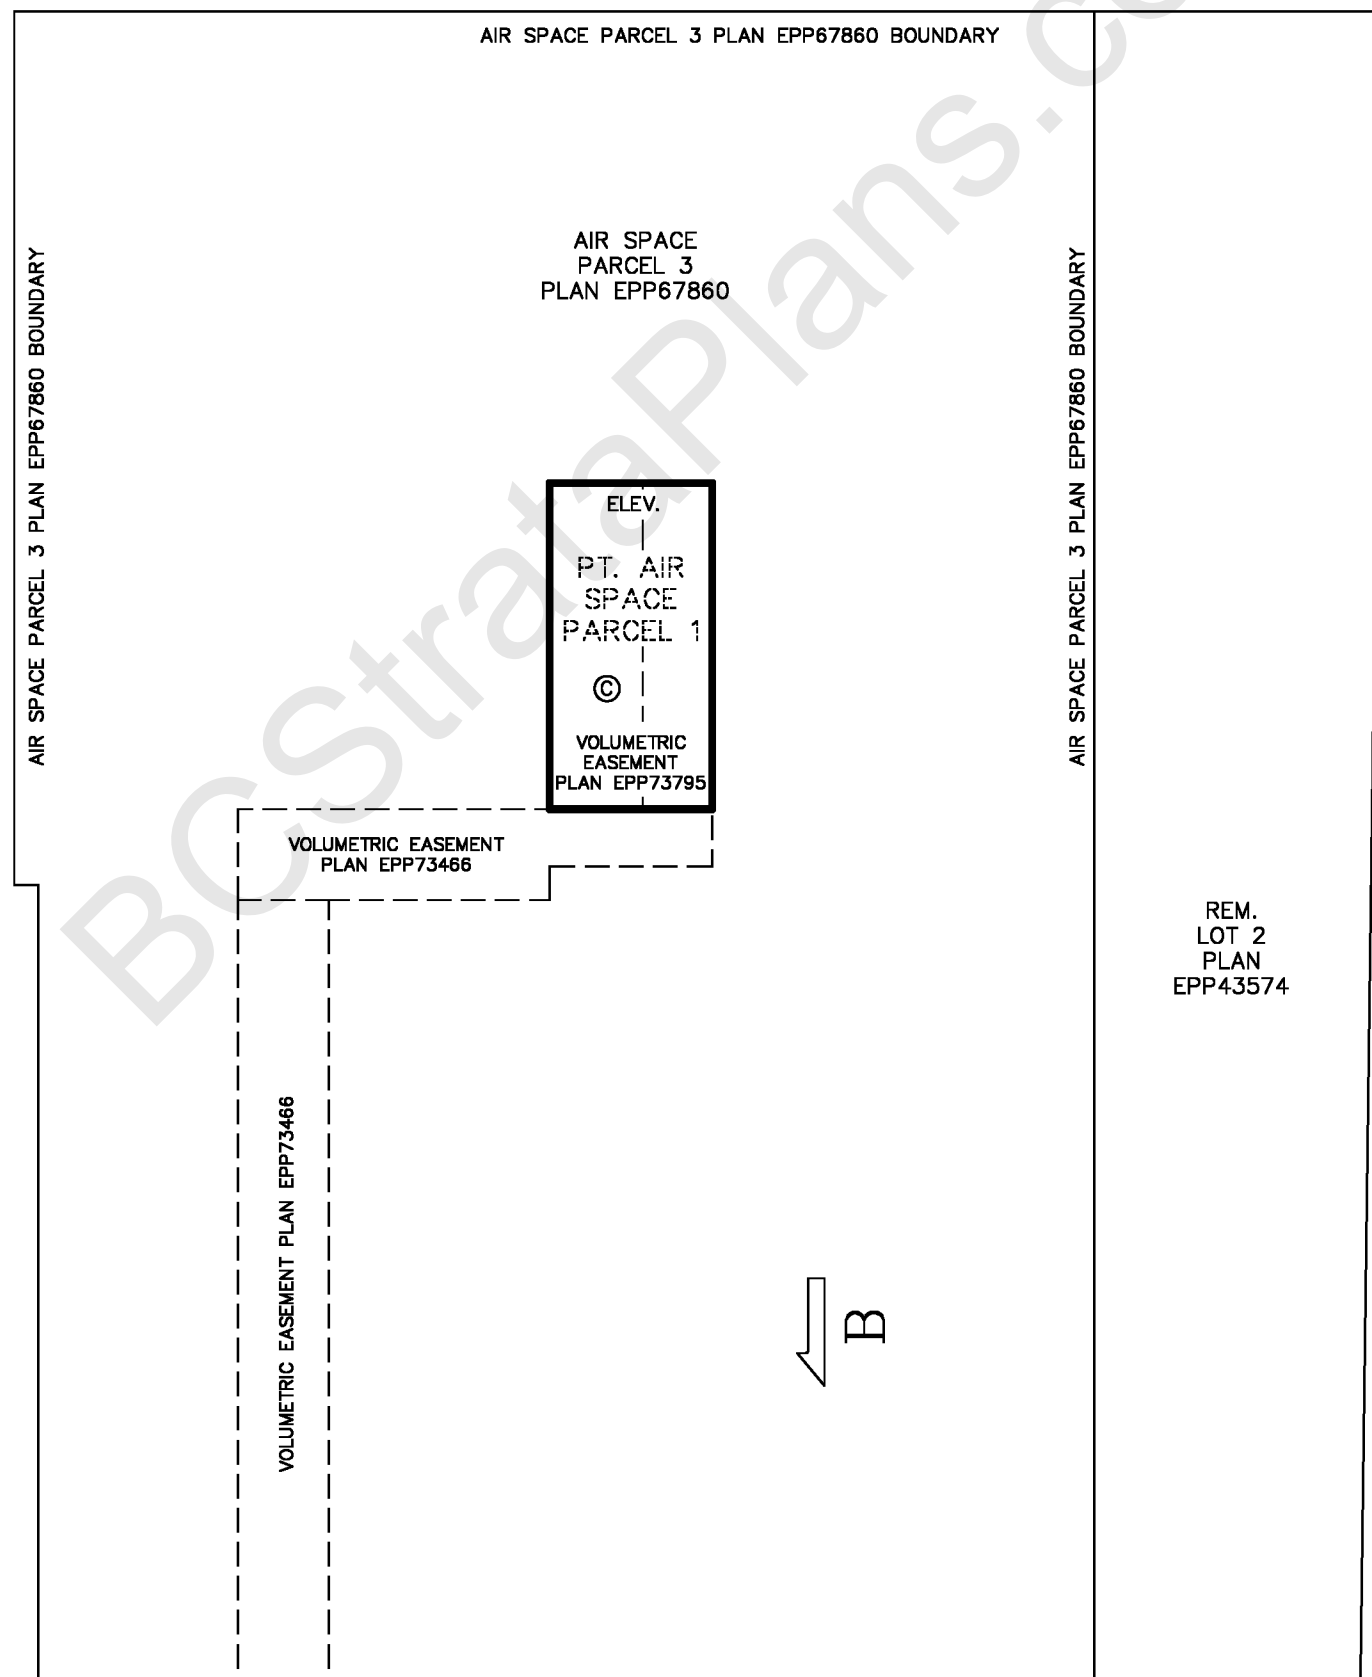 AIR SPACE PARCEL 3 PLAN EPP67860 BOUNDARY
AIR SPACE
PARCEL 3
PLAN EPP67860
AIR SPACE PARCEL 3 PLAN EPP67860 BOUNDARY
AIR SPACE PARCEL 3 PLAN EPP67860 BOUNDARY
ELEV.
PT. AIR
SPACE
PARCEL 1
©
VOLUMETRIC
EASEMENT
PLAN EPP73795
VOLUMETRIC EASEMENT
PLAN EPP73466
REM.
LOT 2
PLAN
EPP43574
VOLUMETRIC EASEMENT PLAN EPP73466
B
BCStrataPlans.co